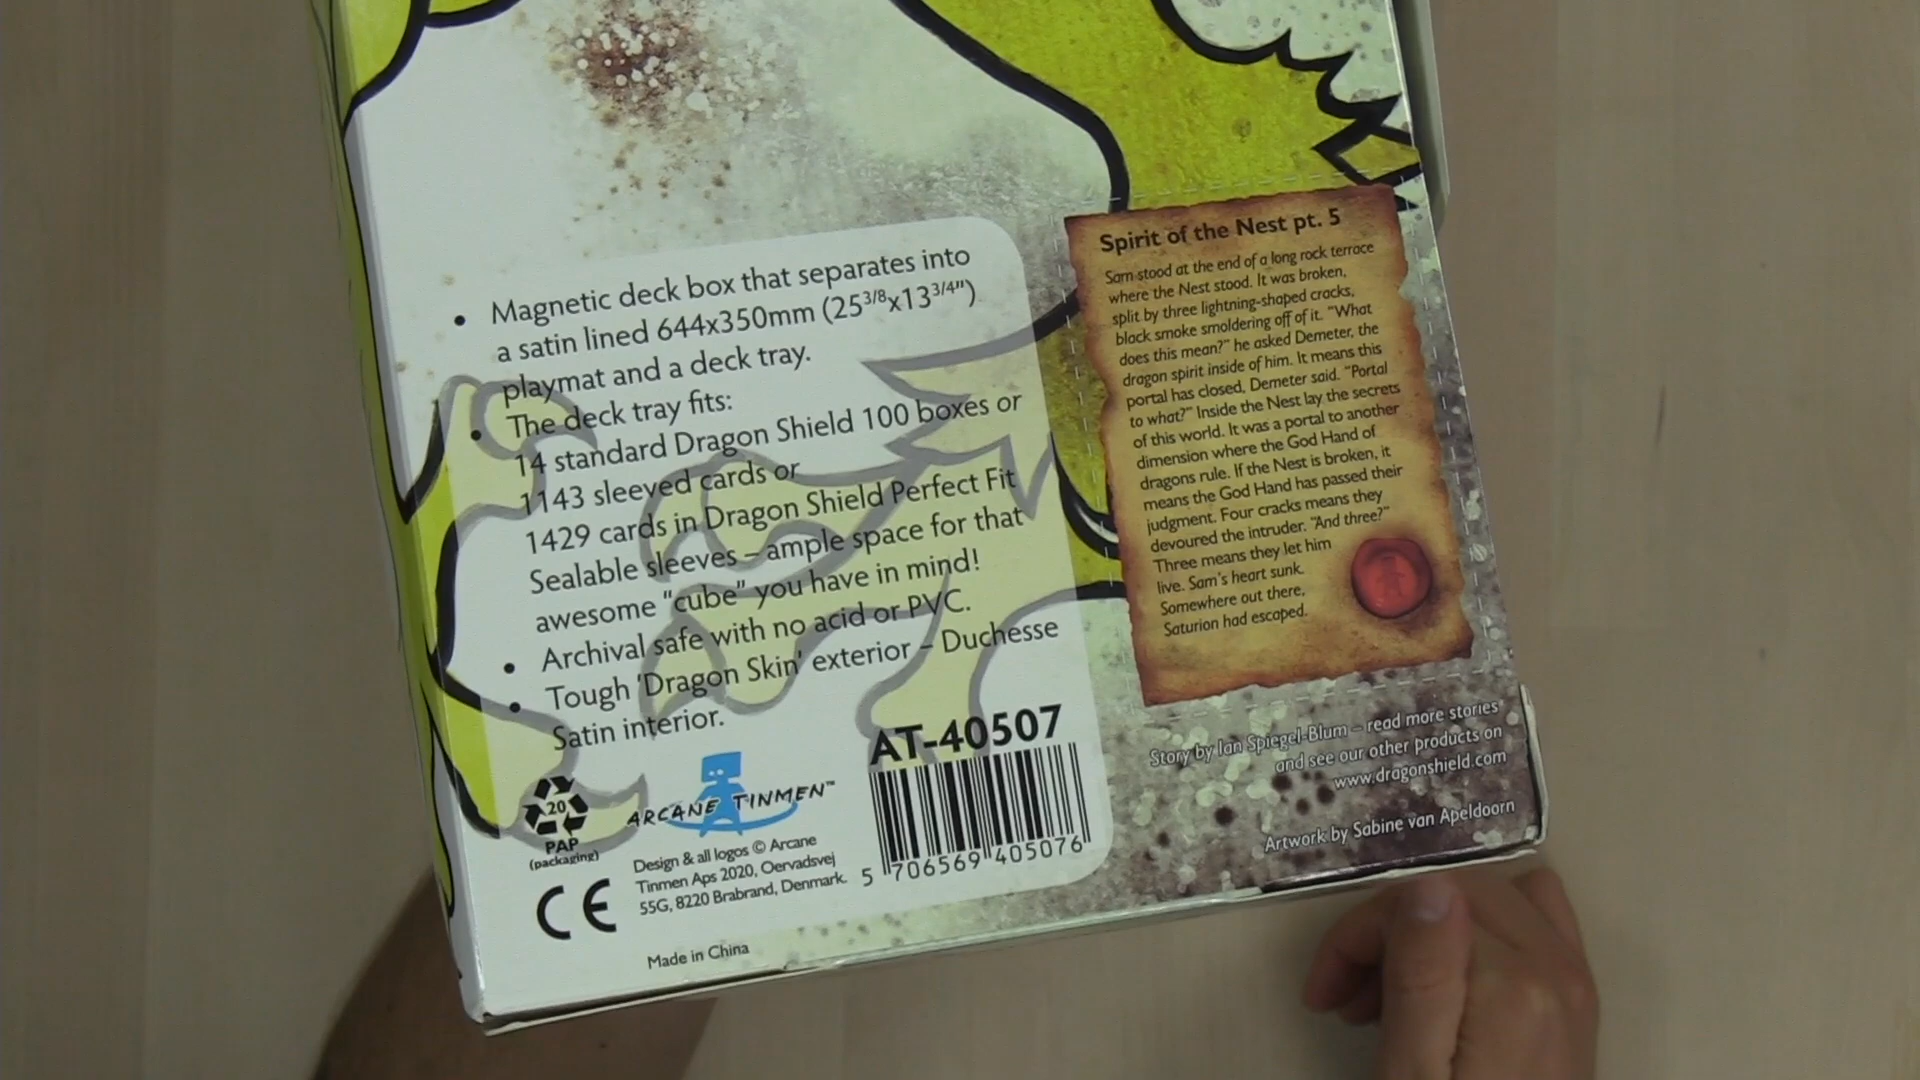 • Magnetic deck box that separates into
a satin lined 644x350mm (25 3/8x13 3/4")
playmat and a deck tray.
• The deck tray fits:
14 standard Dragon Shield 100 boxes or
1143 sleeved cards or
1429 cards in Dragon Shield Perfect Fit
Sealable sleeves – ample space for that
awesome "cube" you have in mind!
• Archival safe with no acid or PVC.
• Tough 'Dragon Skin' exterior – Duchesse
Satin interior.
AT-40507
20
PAP
(packaging)
CE
ARCANE TINMEN™
Design & all logos © Arcane
Tinmen Aps 2020, Oervadsvej
55G, 8220 Brabrand, Denmark.
5 706569 405076
Made in China
Spirit of the Nest pt. 5
Sam stood at the end of a long rock terrace
where the Nest stood. It was broken,
split by three lightning-shaped cracks,
black smoke smoldering off of it. "What
does this mean?" he asked Demeter, the
dragon spirit inside of him. It means this
portal has closed, Demeter said. "Portal
to what?" Inside the Nest lay the secrets
of this world. It was a portal to another
dimension where the God Hand of
dragons rule. If the Nest is broken, it
means the God Hand has passed their
judgment. Four cracks means they
devoured the intruder. "And three?"
Three means they let him
live. Sam's heart sunk.
Somewhere out there,
Saturion had escaped.
Story by Ian Spiegel-Blum – read more stories
and see our other products on
www.dragonshield.com
Artwork by Sabine van Apeldoorn